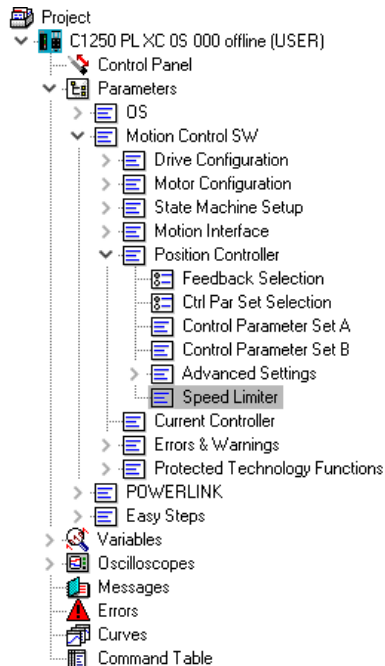 Project
C1250 PL XC 0S 000 offline (USER)
Control Panel
Parameters
OS
Motion Control SW
Drive Configuration
Motor Configuration
State Machine Setup
Motion Interface
Position Controller
Feedback Selection
Ctrl Par Set Selection
Control Parameter Set A
Control Parameter Set B
Advanced Settings
Speed Limiter
Current Controller
Errors & Warnings
Protected Technology Functions
POWERLINK
Easy Steps
Variables
Oscilloscopes
Messages
Errors
Curves
Command Table